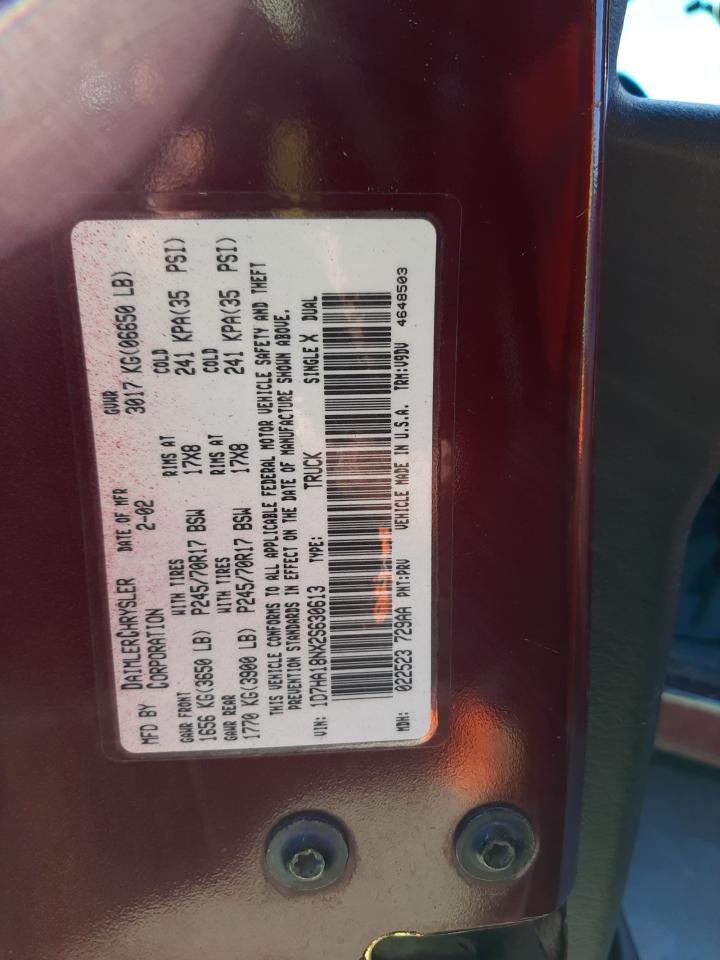 MFD BY DAIMLERCHRYSLER CORPORATION DATE OF MFR 2-02 GVWR 3017 KG(06650 LB)
GAWR FRONT WITH TIRES RIMS AT COLD
1656 KG(3650 LB) P245/70R17 BSW 17X8 241 KPA(35 PSI)
GAWR REAR WITH TIRES RIMS AT COLD
1770 KG(3900 LB) P245/70R17 BSW 17X8 241 KPA(35 PSI)
THIS VEHICLE CONFORMS TO ALL APPLICABLE FEDERAL MOTOR VEHICLE SAFETY AND THEFT
PREVENTION STANDARDS IN EFFECT ON THE DATE OF MANUFACTURE SHOWN ABOVE.
VIN: 1D7HA18NX2S630613 TYPE: TRUCK SINGLE X DUAL
MDH: 022523 729AA PNT:PRV VEHICLE MADE IN U.S.A. TRM:V9DV 4648503